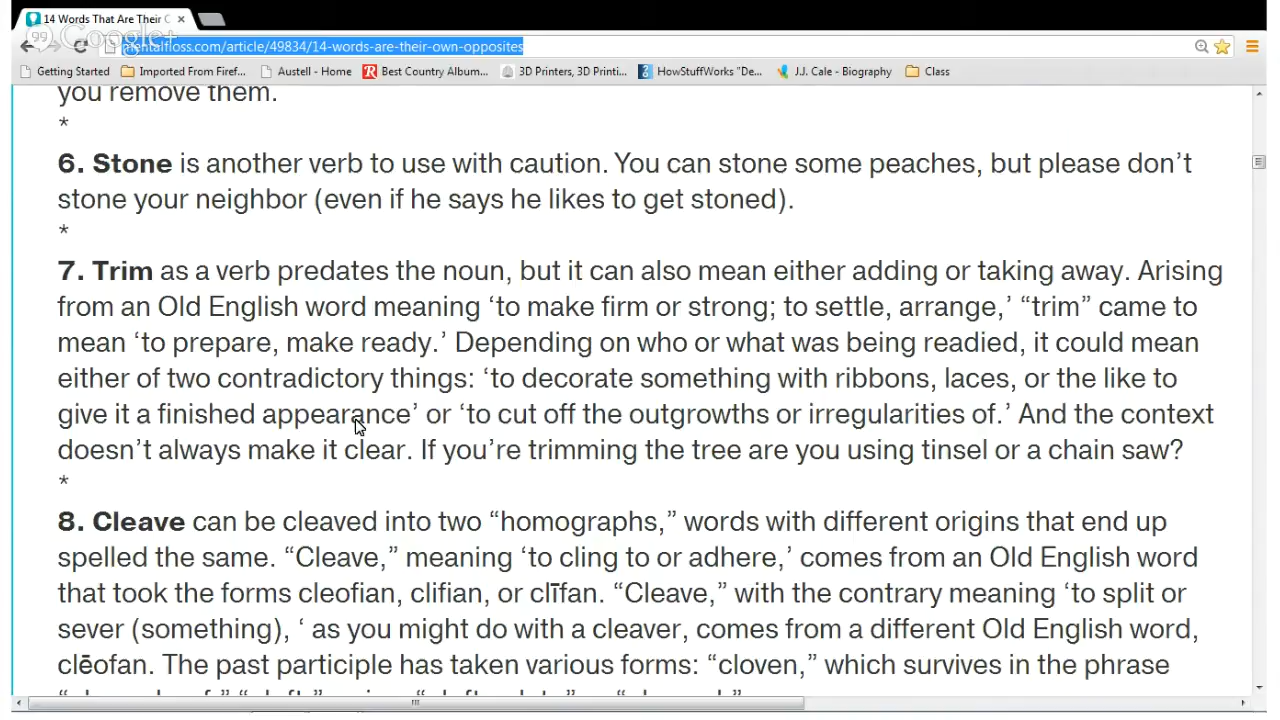 14 Words That Are Their O
Google+
mentalfloss.com/article/49834/14-words-are-their-own-opposites
Getting Started Imported From Firef... Austell - Home Best Country Album... 3D Printers, 3D Printi... HowStuffWorks "De... J.J. Cale - Biography Class
you remove them.
*
6. Stone is another verb to use with caution. You can stone some peaches, but please don’t
stone your neighbor (even if he says he likes to get stoned).
*
7. Trim as a verb predates the noun, but it can also mean either adding or taking away. Arising
from an Old English word meaning ‘to make firm or strong; to settle, arrange,’ “trim” came to
mean ‘to prepare, make ready.’ Depending on who or what was being readied, it could mean
either of two contradictory things: ‘to decorate something with ribbons, laces, or the like to
give it a finished appearance’ or ‘to cut off the outgrowths or irregularities of.’ And the context
doesn’t always make it clear. If you’re trimming the tree are you using tinsel or a chain saw?
*
8. Cleave can be cleaved into two “homographs,” words with different origins that end up
spelled the same. “Cleave,” meaning ‘to cling to or adhere,’ comes from an Old English word
that took the forms cleofian, clifian, or clīfan. “Cleave,” with the contrary meaning ‘to split or
sever (something), ‘ as you might do with a cleaver, comes from a different Old English word,
clēofan. The past participle has taken various forms: “cloven,” which survives in the phrase